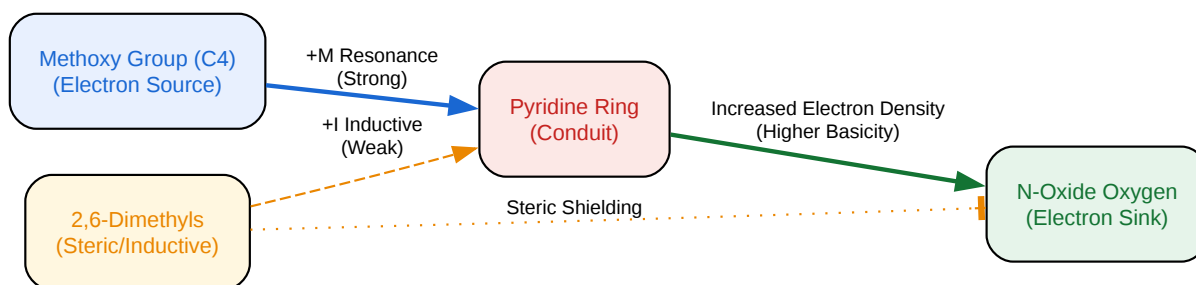 Methoxy Group (C4)
(Electron Source)
+M Resonance
(Strong)
Pyridine Ring
(Conduit)
+I Inductive
(Weak)
Increased Electron Density
(Higher Basicity)
2,6-Dimethyls
(Steric/Inductive)
Steric Shielding
N-Oxide Oxygen
(Electron Sink)